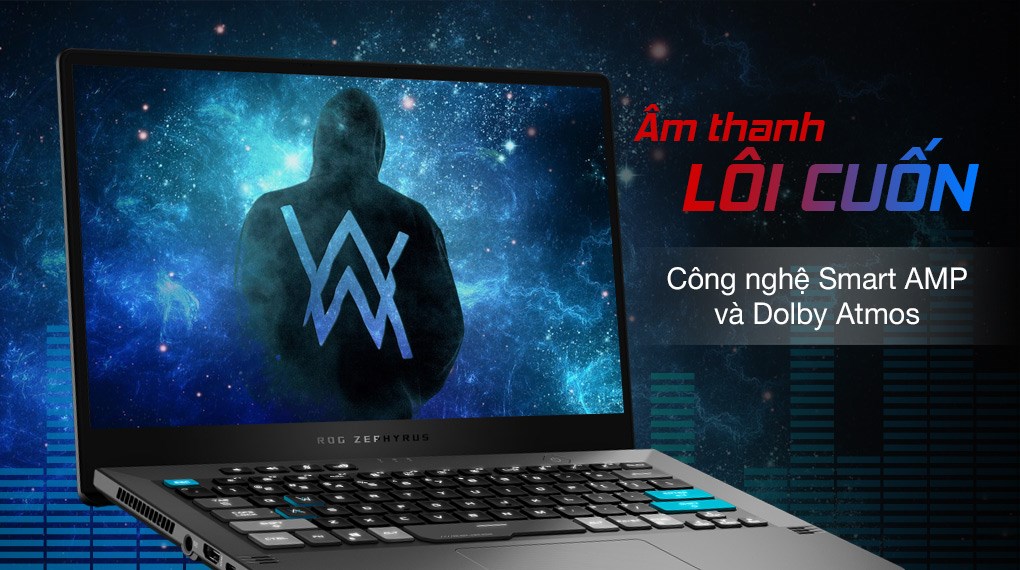 Âm thanh
LÔI CUỐN
Công nghệ Smart AMP
và Dolby Atmos
ROG ZEPHYRUS